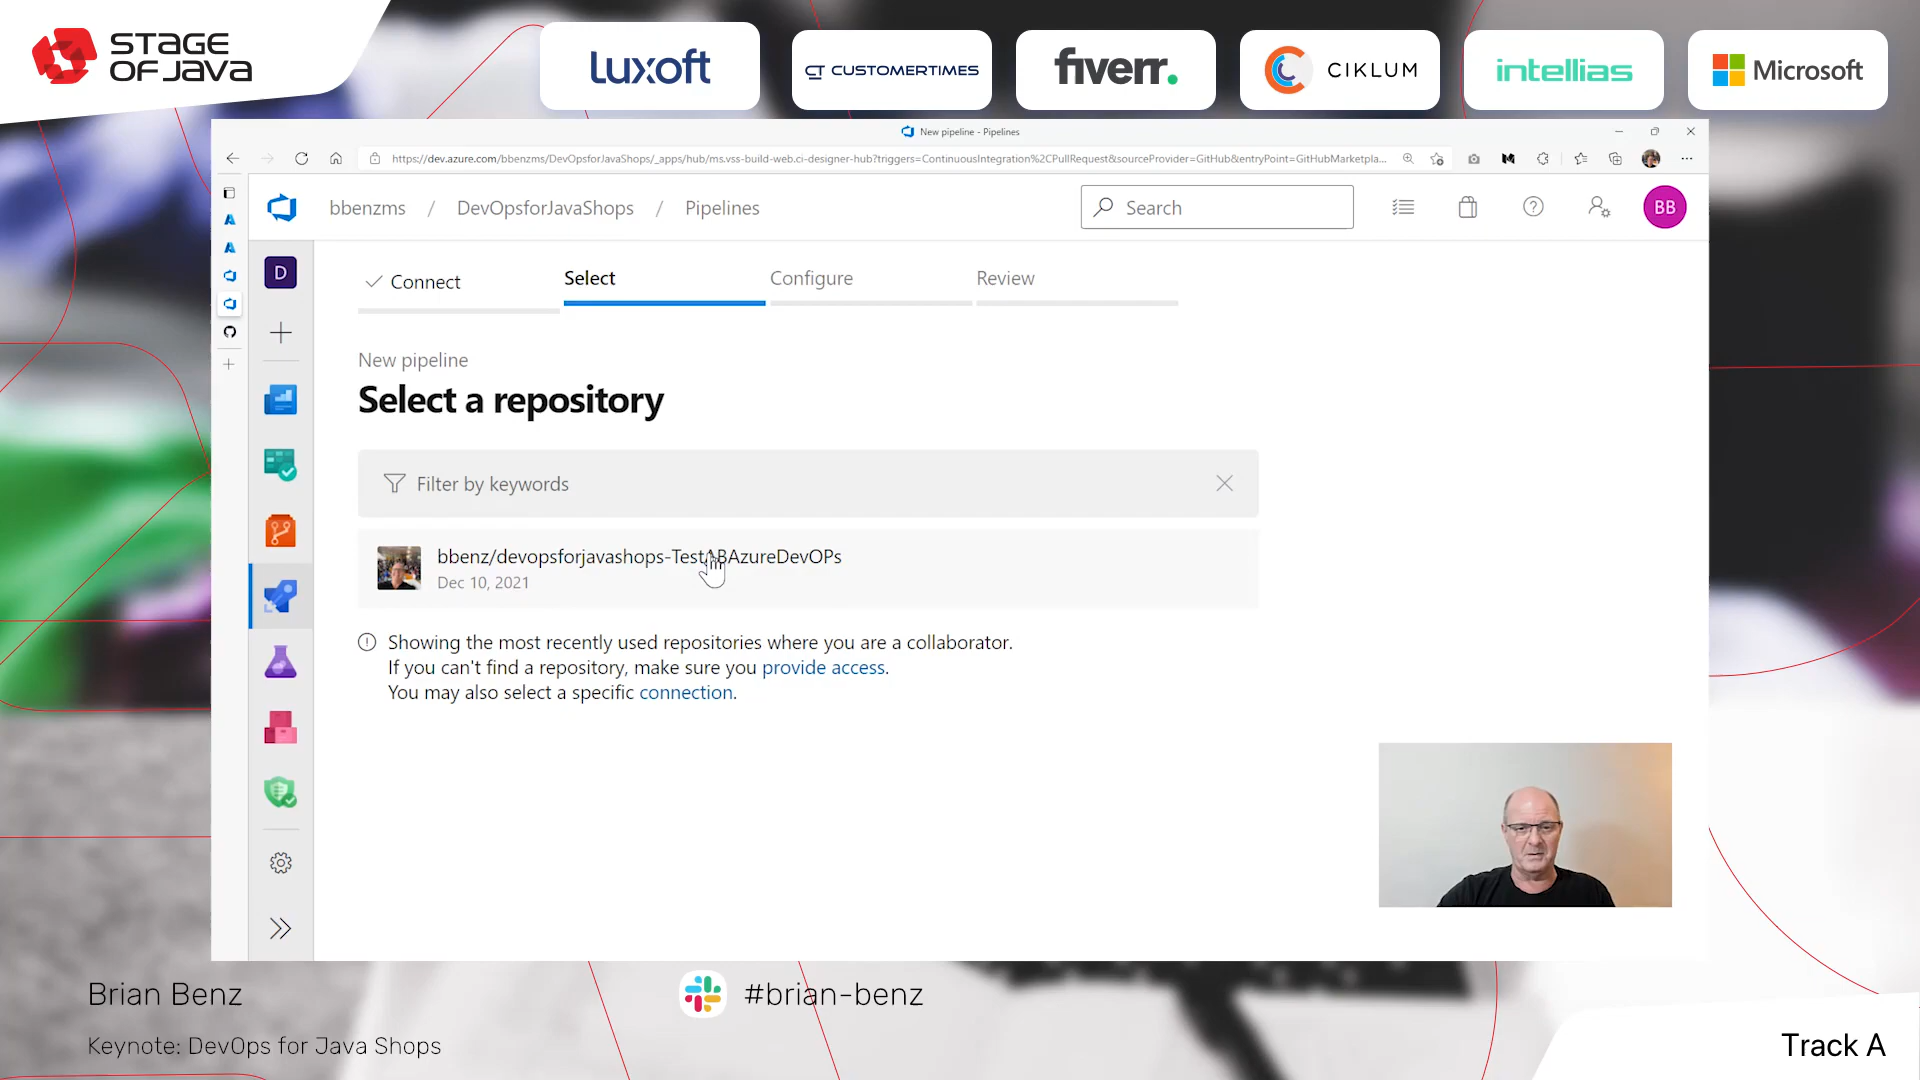 STAGE
OF JAVA
Luxoft
CT CUSTOMERTIMES
fiverr.
CIKLUM
intellias
Microsoft
New pipeline - Pipelines
https://dev.azure.com/bbenzms/DevOpsforJavaShops/_apps/hub/ms.vss-build-web.ci-designer-hub?triggers=ContinuousIntegration%2CPullRequest&sourceProvider=GitHub&entryPoint=GitHubMarketpla...
bbenzms / DevOpsforJavaShops / Pipelines
Search
BB
D
Connect
Select
Configure
Review
New pipeline
Select a repository
Filter by keywords
bbenz/devopsforjavashops-TestABAzureDevOPs
Dec 10, 2021
Showing the most recently used repositories where you are a collaborator.
If you can't find a repository, make sure you provide access.
You may also select a specific connection.
Brian Benz
#brian-benz
Keynote: DevOps for Java Shops
Track A